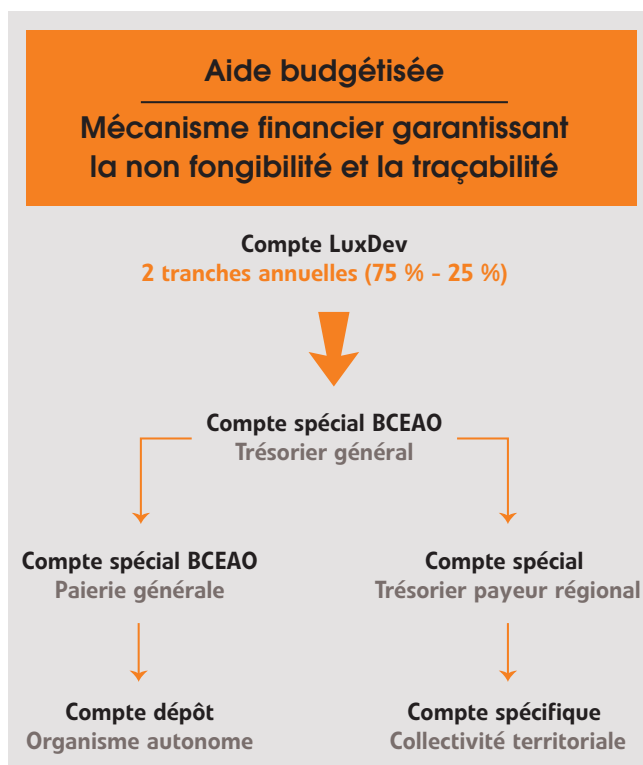 Aide budgétisée
Mécanisme financier garantissant
la non fongibilité et la traçabilité
Compte LuxDev
2 tranches annuelles (75 % - 25 %)
Compte spécial BCEAO
Trésorier général
Compte spécial BCEAO
Paierie générale
Compte spécial
Trésorier payeur régional
Compte dépôt
Organisme autonome
Compte spécifique
Collectivité territoriale